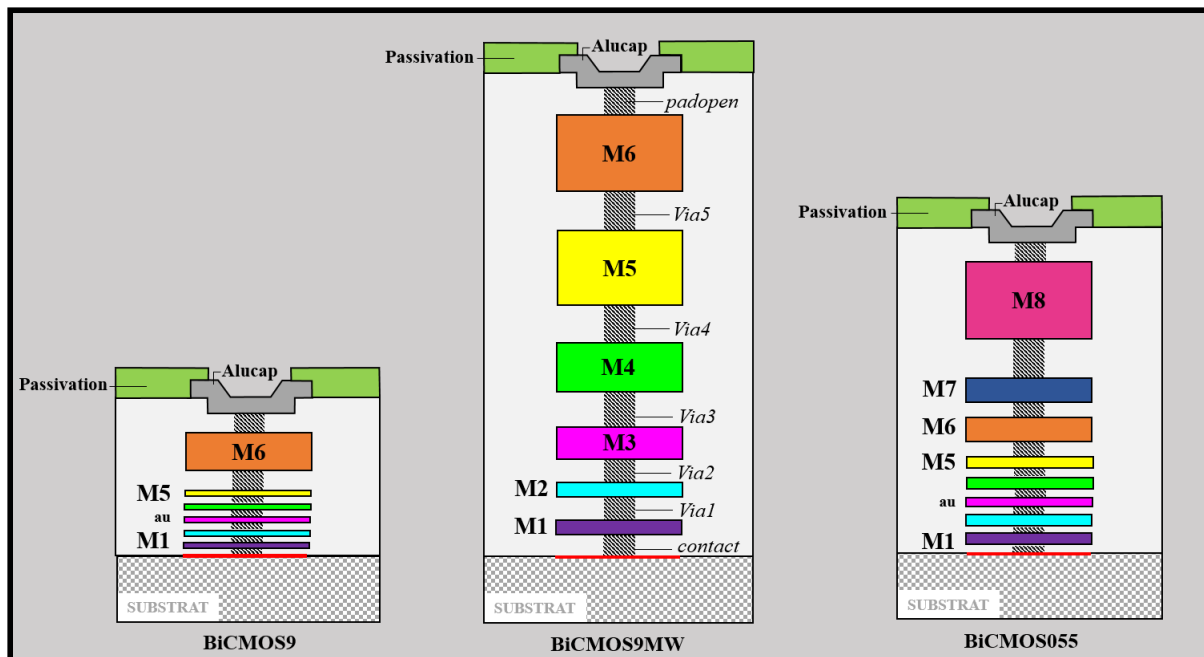 Passivation
Alucap
M6
M5
au
M1
SUBSTRAT
BiCMOS9
Passivation
Alucap
padopen
M6
Via5
M5
Via4
M4
Via3
M3
Via2
M2
Via1
M1
contact
SUBSTRAT
BiCMOS9MW
Passivation
Alucap
M8
M7
M6
M5
au
M1
SUBSTRAT
BiCMOS055